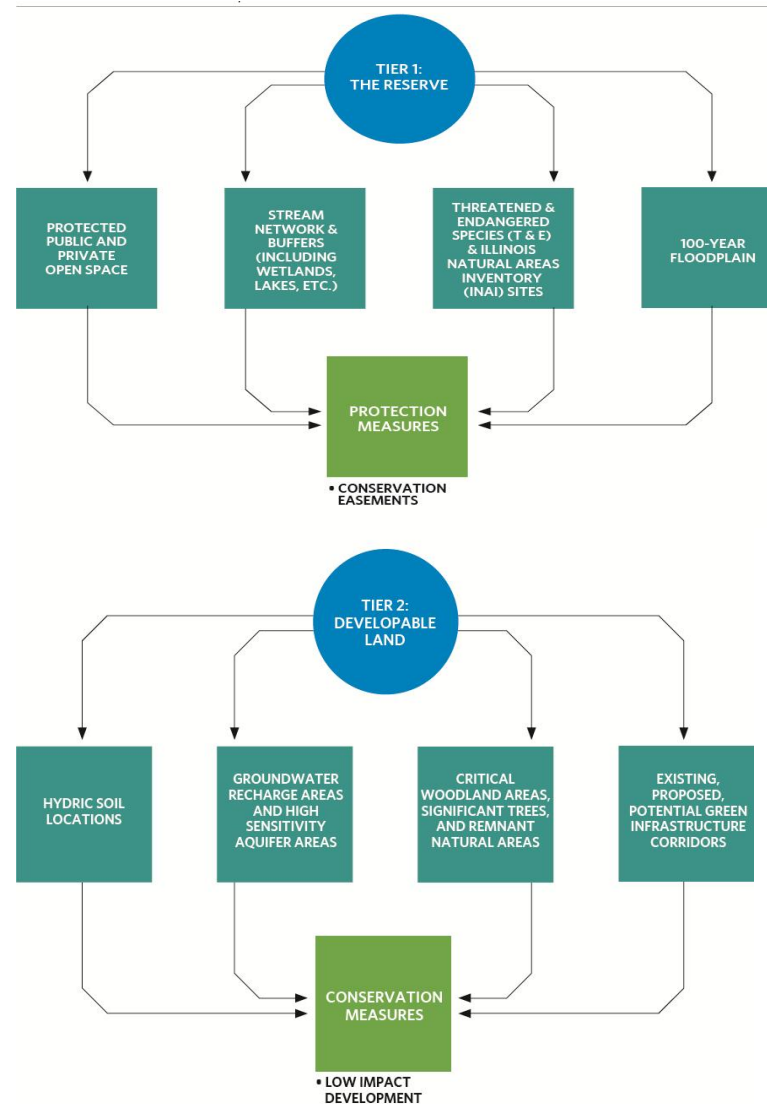 TIER 1:
THE RESERVE
PROTECTED
PUBLIC AND
PRIVATE
OPEN SPACE
STREAM
NETWORK &
BUFFERS
(INCLUDING
WETLANDS,
LAKES, ETC.)
THREATENED &
ENDANGERED
SPECIES (T & E)
& ILLINOIS
NATURAL AREAS
INVENTORY
(INAI) SITES
100-YEAR
FLOODPLAIN
PROTECTION
MEASURES
• CONSERVATION
EASEMENTS
TIER 2:
DEVELOPABLE
LAND
HYDRIC SOIL
LOCATIONS
GROUNDWATER
RECHARGE AREAS
AND HIGH
SENSITIVITY
AQUIFER AREAS
CRITICAL
WOODLAND AREAS,
SIGNIFICANT TREES,
AND REMNANT
NATURAL AREAS
EXISTING,
PROPOSED,
POTENTIAL GREEN
INFRASTRUCTURE
CORRIDORS
CONSERVATION
MEASURES
• LOW IMPACT
DEVELOPMENT